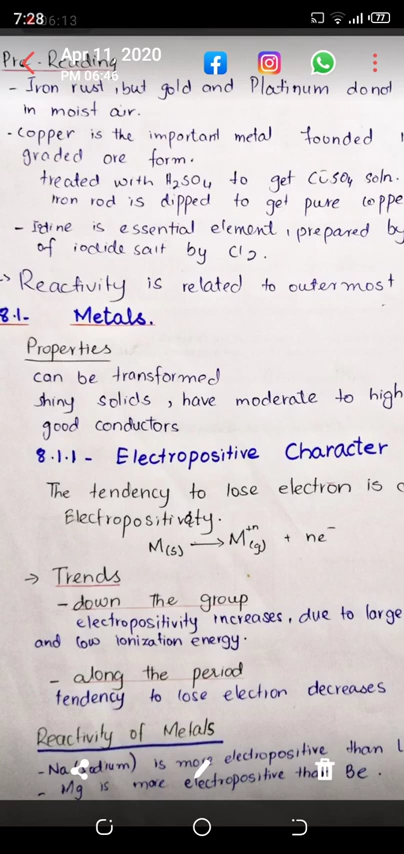 7:28
06:13
77
Apr 11, 2020
PM 06:46
Pre-Reading
- Iron rust, but gold and Platinum donot
in moist air.
- Copper is the important metal founded
graded ore form.
treated with H₂SO₄ to get CuSO₄ soln.
Iron rod is dipped to get pure coppe
- Iodine is essential element, prepared by
of iodide salt by Cl₂.
-> Reactivity is related to outermost
8.1- Metals.
Properties
can be transformed
shiny solids, have moderate to high
good conductors
8.1.1- Electropositive Character
The tendency to lose electron is c
Electropositivety.
M(s) → M⁺ⁿ(g) + ne⁻
→ Trends
- down the group
electropositivity increases, due to large
and low ionization energy.
- along the period
tendency to lose election decreases
Reactivity of Metals
- Na (sodium) is more electropositive than L
- Mg is more electropositive than Be.